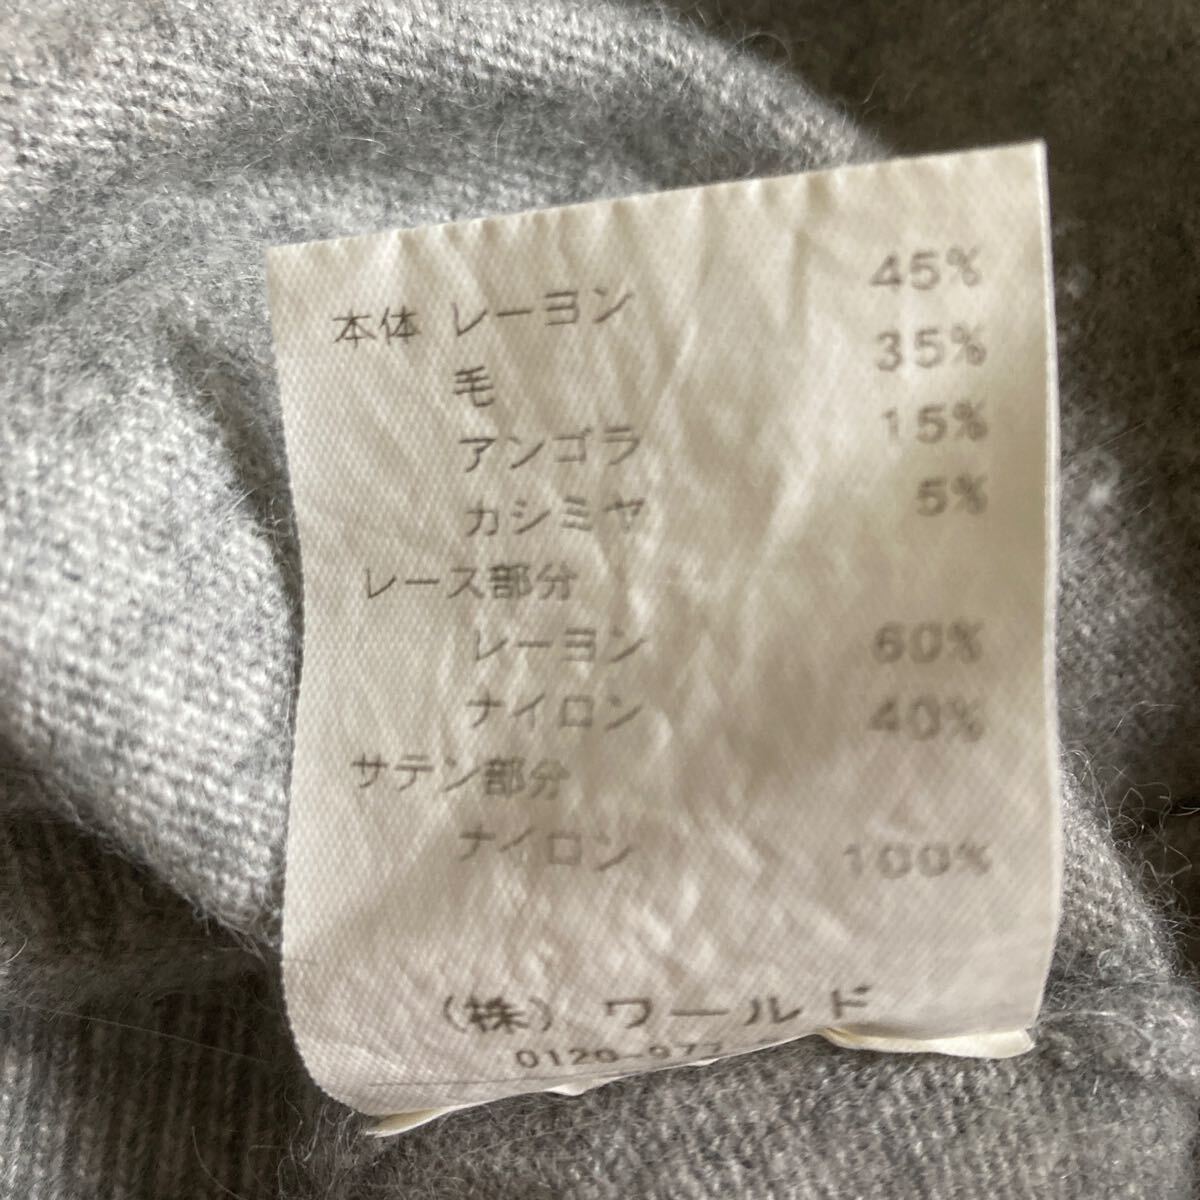 本体 レーヨン 45%
毛 35%
アンゴラ 15%
カシミヤ 5%
レース部分
レーヨン 60%
ナイロン 40%
サテン部分
ナイロン 100%
(株) ワールド
0120-977